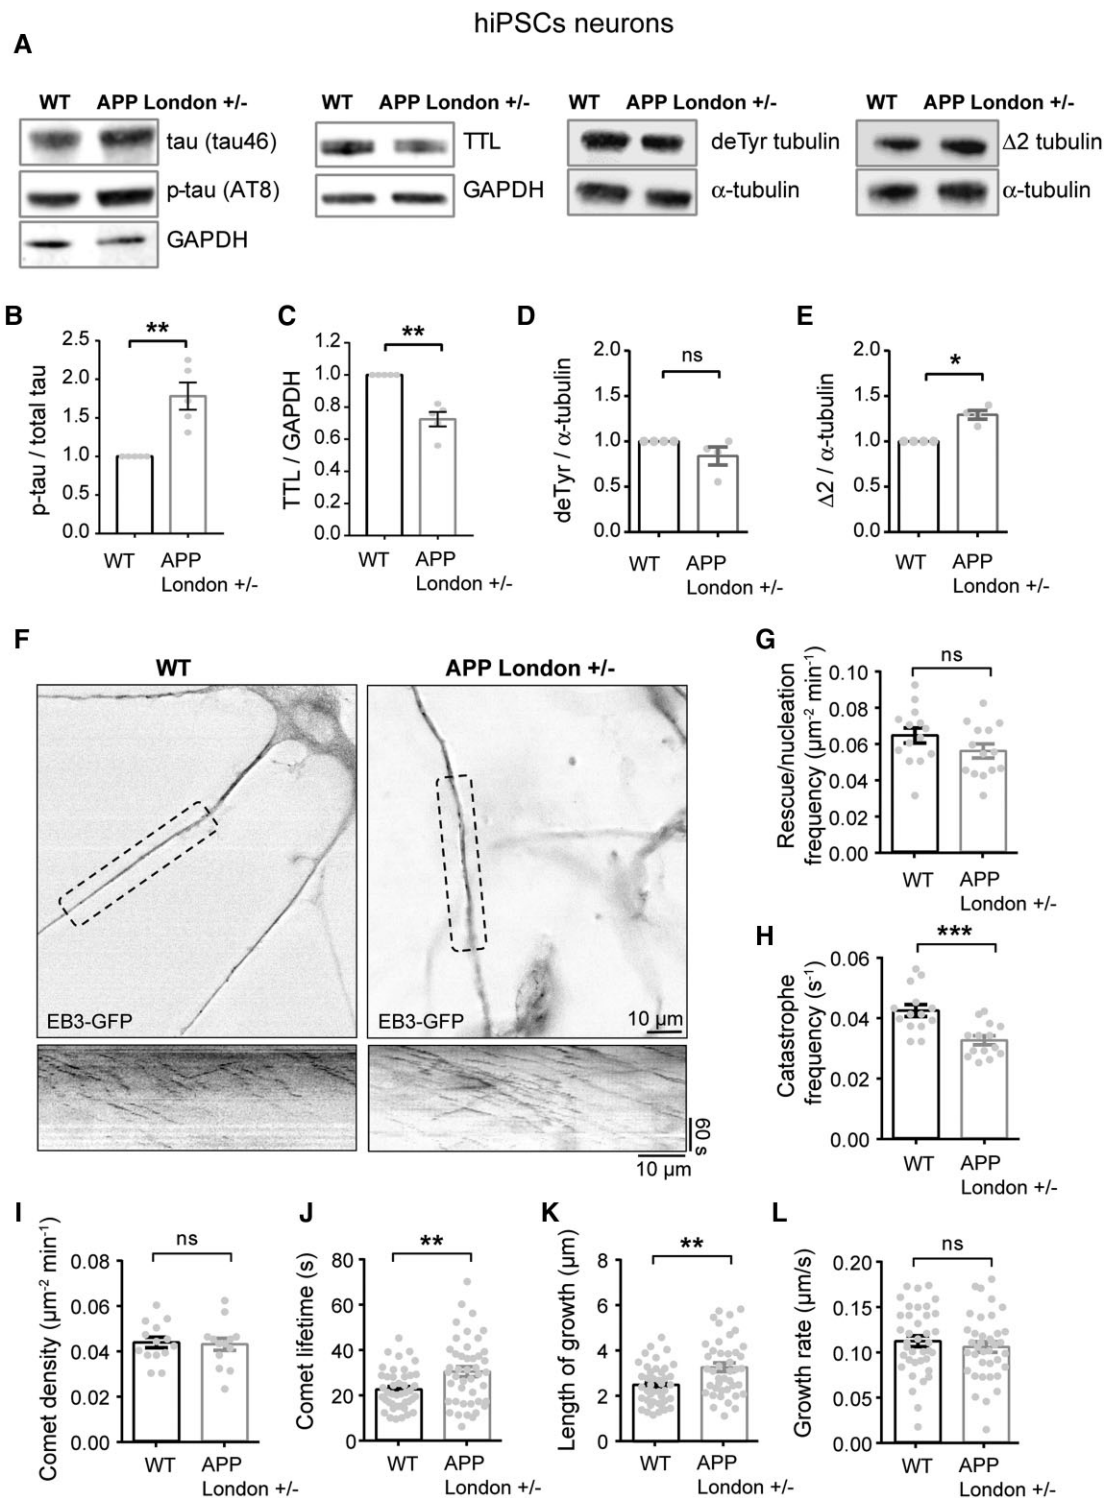 hiPSCs neurons
A
WT APP London +/-
tau (tau46)
p-tau (AT8)
GAPDH
WT APP London +/-
TTL
GAPDH
WT APP London +/-
deTyr tubulin
α-tubulin
WT APP London +/-
Δ2 tubulin
α-tubulin
B
p-tau / total tau
2.5
2.0
1.5
1.0
0.5
0.0
**
WT APP
London +/-
C
TTL / GAPDH
1.2
1.0
0.8
0.6
0.4
0.2
0.0
**
WT APP
London +/-
D
deTyr / α-tubulin
2.0
1.5
1.0
0.5
0.0
ns
WT APP
London +/-
E
Δ2 / α-tubulin
2.0
1.5
1.0
0.5
0.0
*
WT APP
London +/-
F
WT
APP London +/-
EB3-GFP
EB3-GFP
10 µm
60 s
10 µm
G
Rescue/nucleation
frequency (µm⁻² min⁻¹)
0.10
0.08
0.06
0.04
0.02
0.00
ns
WT APP
London +/-
H
Catastrophe
frequency (s⁻¹)
0.06
0.04
0.02
0.00
***
WT APP
London +/-
I
Comet density (µm⁻² min⁻¹)
0.08
0.06
0.04
0.02
0.00
ns
WT APP
London +/-
J
Comet lifetime (s)
80
60
40
20
0
**
WT APP
London +/-
K
Length of growth (µm)
8
6
4
2
0
**
WT APP
London +/-
L
Growth rate (µm/s)
0.20
0.15
0.10
0.05
0.00
ns
WT APP
London +/-